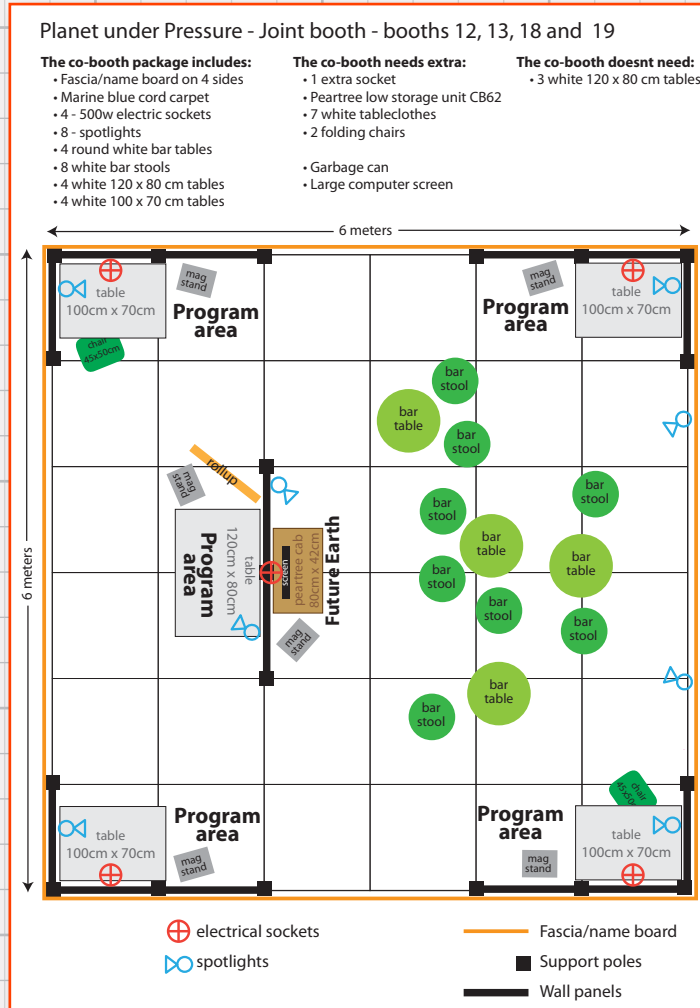 Planet under Pressure - Joint booth - booths 12, 13, 18 and 19
The co-booth package includes:
• Fascia/name board on 4 sides
• Marine blue cord carpet
• 4 - 500w electric sockets
• 8 - spotlights
• 4 round white bar tables
• 8 white bar stools
• 4 white 120 x 80 cm tables
• 4 white 100 x 70 cm tables
The co-booth needs extra:
• 1 extra socket
• Peartree low storage unit CB62
• 7 white tableclothes
• 2 folding chairs
• Garbage can
• Large computer screen
The co-booth doesnt need:
• 3 white 120 x 80 cm tables
6 meters
6 meters
table
100cm x 70cm
mag
stand
Program
area
chair
45x50cm
mag
stand
Program
area
table
100cm x 70cm
bar
stool
bar
table
bar
stool
rollup
mag
stand
Program
area
table
120cm x 80cm
screen
peartree cab
80cm x 42cm
Future Earth
mag
stand
bar
stool
bar
stool
bar
table
bar
stool
bar
table
bar
stool
bar
stool
bar
table
bar
stool
table
100cm x 70cm
Program
area
mag
stand
Program
area
mag
stand
chair
table
100cm x 70cm
electrical sockets
spotlights
Fascia/name board
Support poles
Wall panels